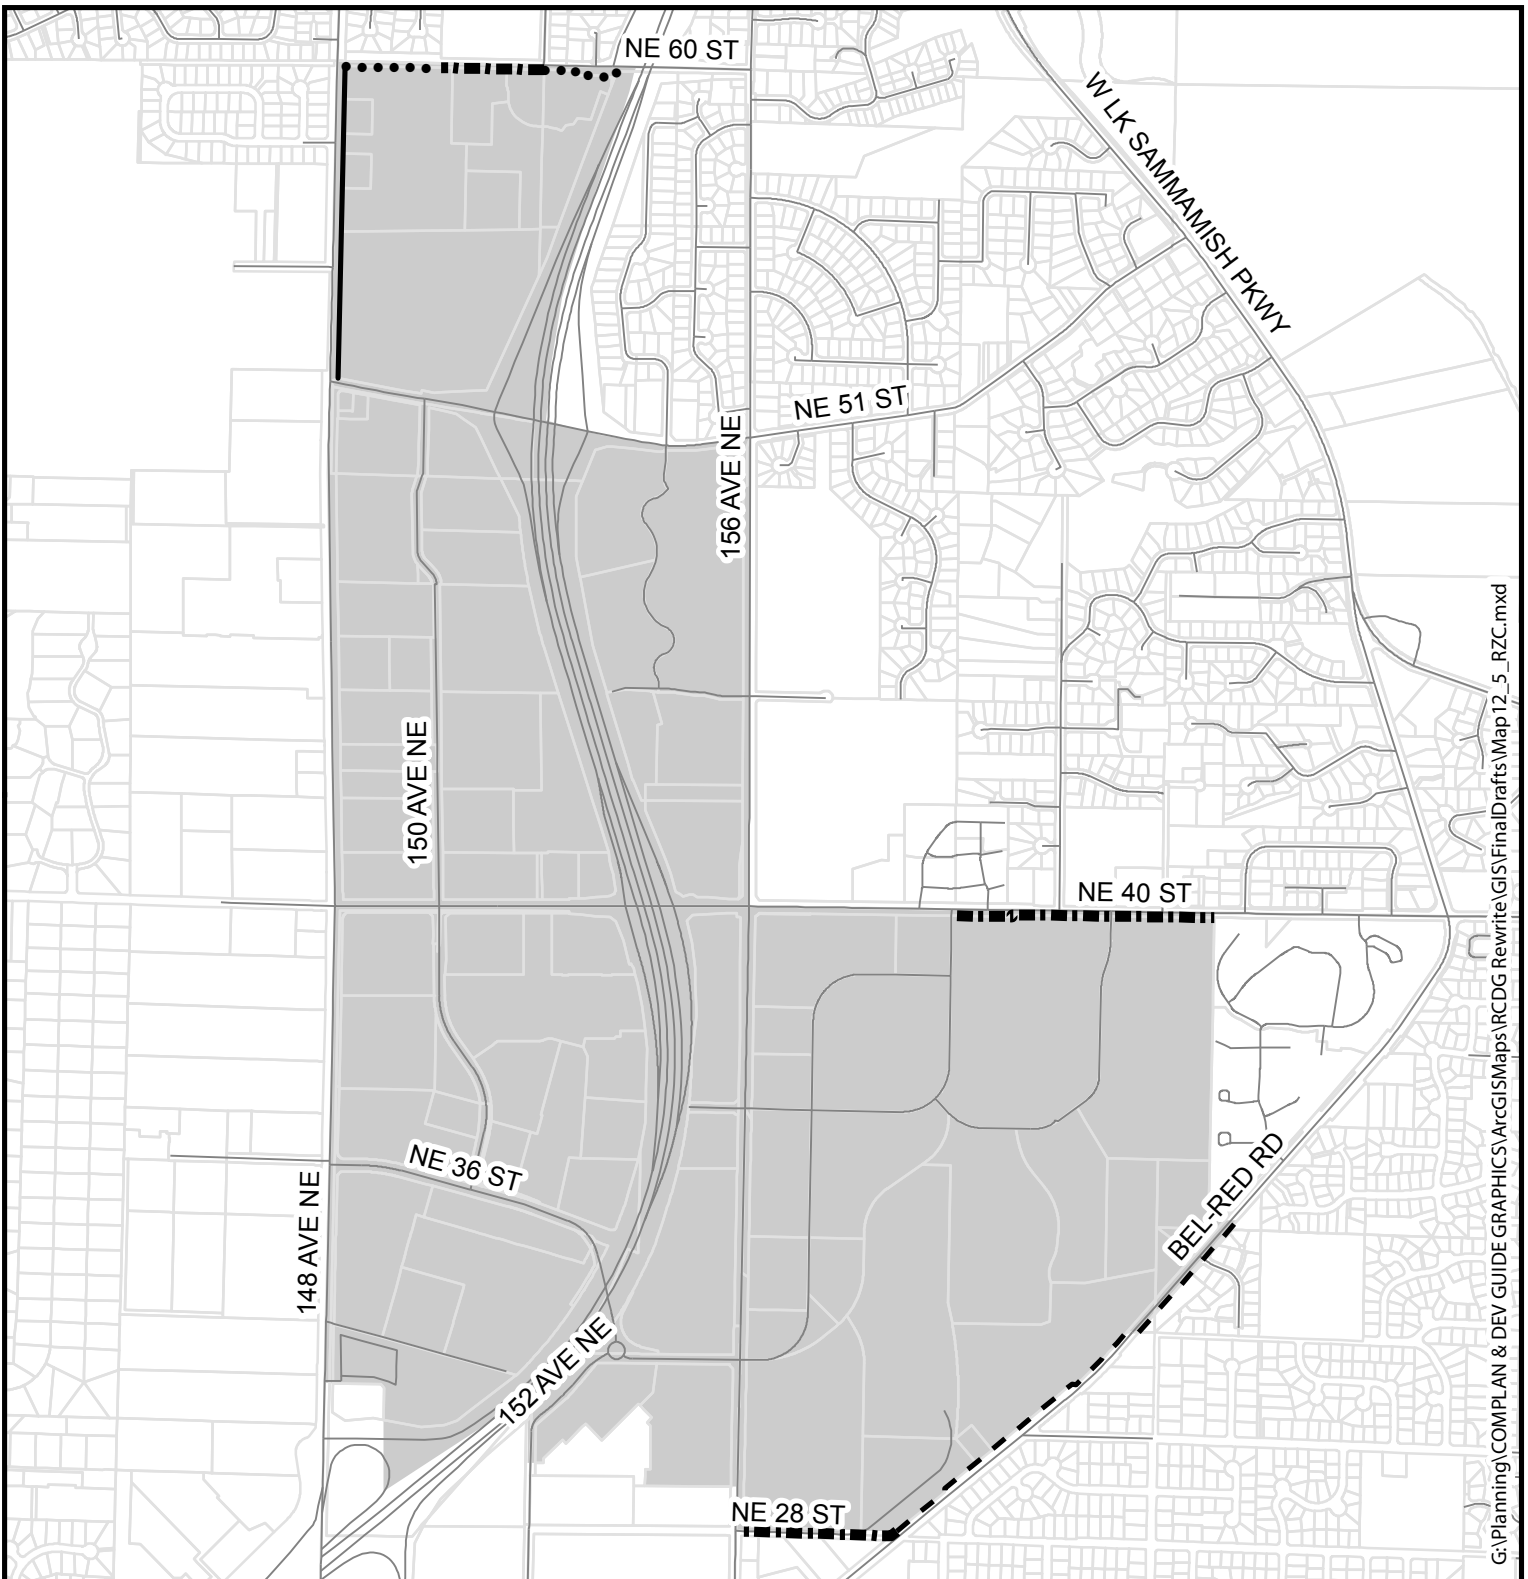 NE 60 ST
W LK SAMMAMISH PKWY
NE 51 ST
156 AVE NE
150 AVE NE
NE 40 ST
NE 36 ST
148 AVE NE
BEL-RED RD
152 AVE NE
NE 28 ST
G:\Planning\COMPLAN & DEV GUIDE GRAPHICS\ArcGISMaps\RCDG Rewrite\GIS\FinalDrafts\Map12_5_RZC.mxd